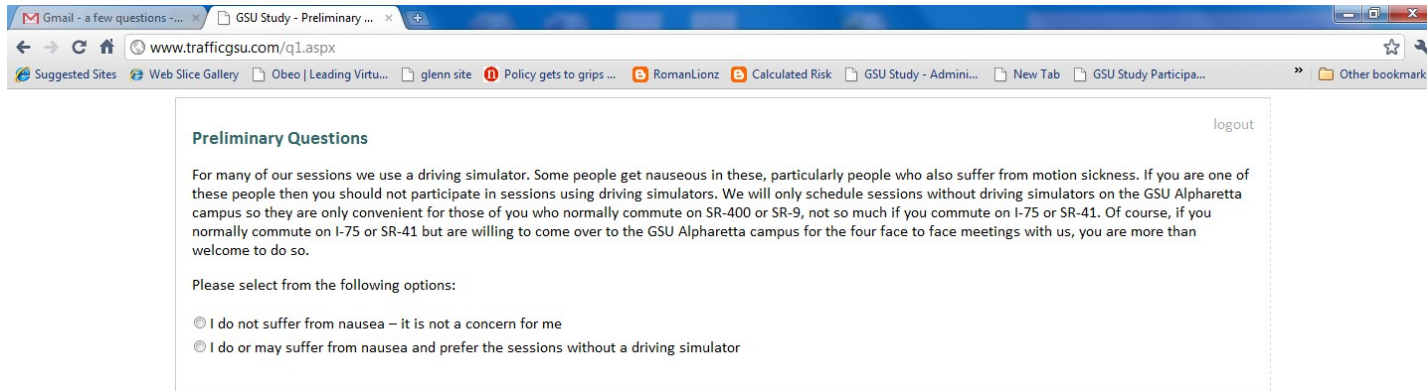 Gmail - a few questions -...
GSU Study - Preliminary ...
www.trafficgsu.com/q1.aspx
Suggested Sites Web Slice Gallery Obeo | Leading Virtu... glenn site Policy gets to grips ... RomanLionz Calculated Risk GSU Study - Admini... New Tab GSU Study Participa... » Other bookmark
logout
Preliminary Questions
For many of our sessions we use a driving simulator. Some people get nauseous in these, particularly people who also suffer from motion sickness. If you are one of
these people then you should not participate in sessions using driving simulators. We will only schedule sessions without driving simulators on the GSU Alpharetta
campus so they are only convenient for those of you who normally commute on SR-400 or SR-9, not so much if you commute on I-75 or SR-41. Of course, if you
normally commute on I-75 or SR-41 but are willing to come over to the GSU Alpharetta campus for the four face to face meetings with us, you are more than
welcome to do so.
Please select from the following options:
I do not suffer from nausea – it is not a concern for me
I do or may suffer from nausea and prefer the sessions without a driving simulator